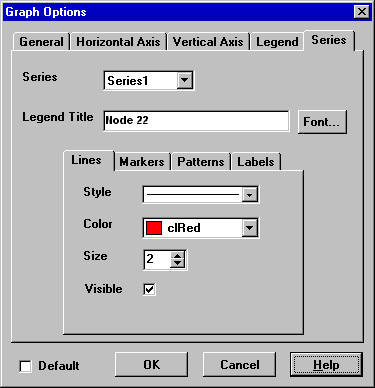 Graph Options
General Horizontal Axis Vertical Axis Legend Series
Series Series1
Legend Title Node 22 Font...
Lines Markers Patterns Labels
Style
Color clRed
Size 2
Visible
Default OK Cancel Help